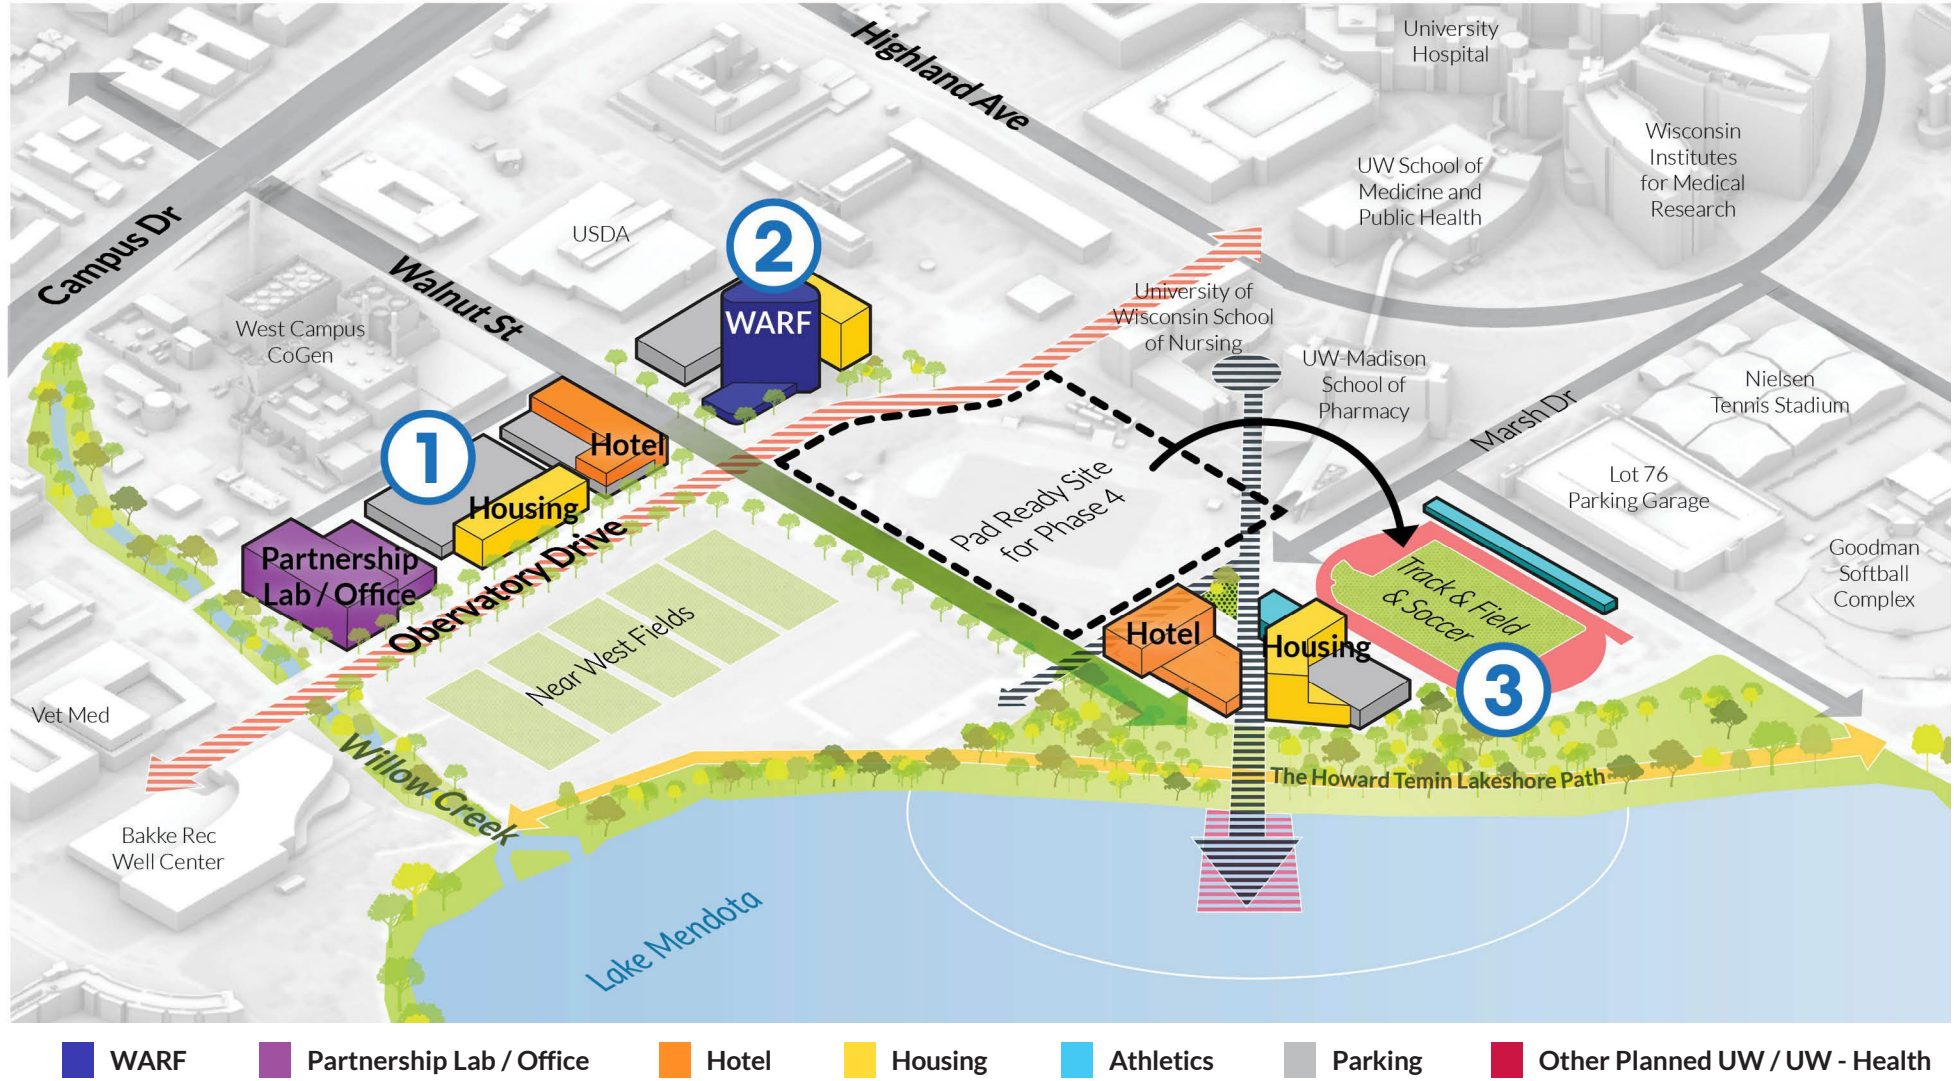 University
Hospital
Highland Ave
Wisconsin
Institutes
for Medical
Research
UW School of
Medicine and
Public Health
Campus Dr
USDA
2
Walnut St
WARF
West Campus
CoGen
University of
Wisconsin School
of Nursing
UW-Madison
School of
Pharmacy
Nielsen
Tennis Stadium
Marsh Dr
Lot 76
Parking Garage
1
Hotel
Housing
Pad Ready Site
for Phase 4
Partnership
Lab / Office
Obervatory Drive
Track & Field
& Soccer
Goodman
Softball
Complex
Near West Fields
Hotel
Housing
3
Vet Med
Willow Creek
The Howard Temin Lakeshore Path
Bakke Rec
Well Center
Lake Mendota
WARF
Partnership Lab / Office
Hotel
Housing
Athletics
Parking
Other Planned UW / UW - Health